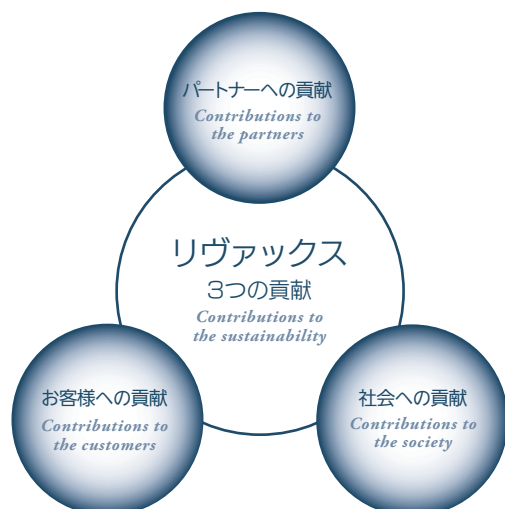 パートナーへの貢献
Contributions to
the partners
リヴァックス
3つの貢献
Contributions to
the sustainability
お客様への貢献
Contributions to
the customers
社会への貢献
Contributions to
the society